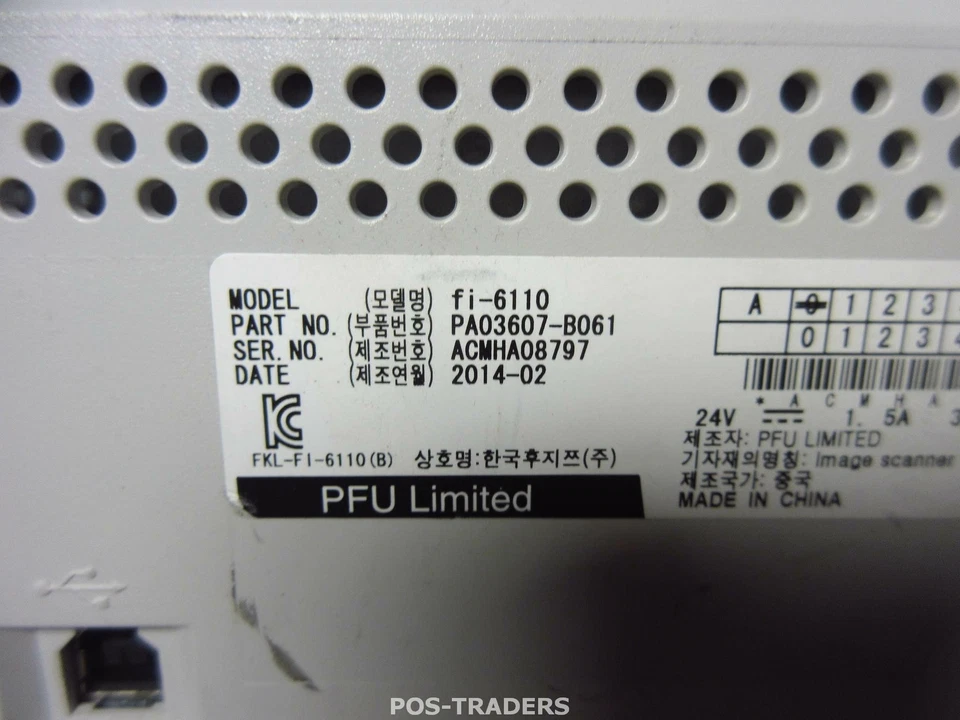 MODEL (모델명) fi-6110
PART NO. (부품번호) PA03607-B061
SER. NO. (제조번호) ACMHA08797
DATE (제조연월) 2014-02
FKL-FI-6110(B) 상호명:한국후지쯔(주)
PFU Limited
A 0 1 2 3
0 1 2 3 4
* A C M H A
24V 1. 5A 3
제조자: PFU LIMITED
기자재의명칭: Image scanner
제조국가: 중국
MADE IN CHINA
POS-TRADERS